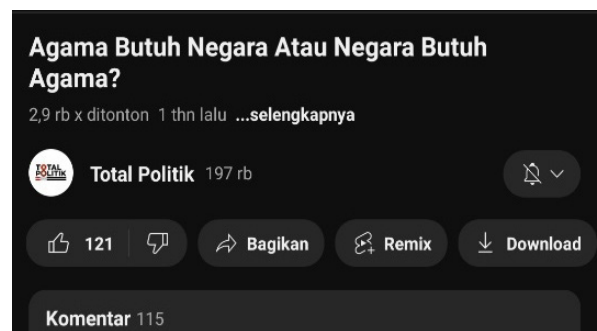 Agama Butuh Negara Atau Negara Butuh
Agama?
2,9 rb x ditonton 1 thn lalu ...selengkapnya
TOTAL
POLITIK
Total Politik 197 rb
121 Bagikan Remix Download
Komentar 115